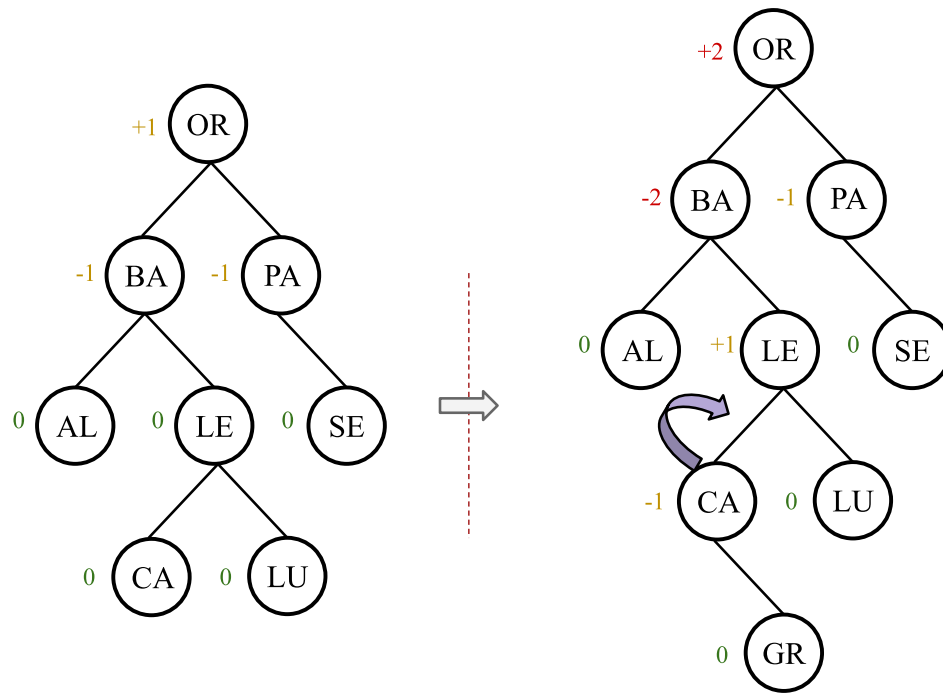 +1 OR
-1 BA -1 PA
0 AL 0 LE 0 SE
0 CA 0 LU
+2 OR
-2 BA -1 PA
0 AL +1 LE 0 SE
-1 CA 0 LU
0 GR